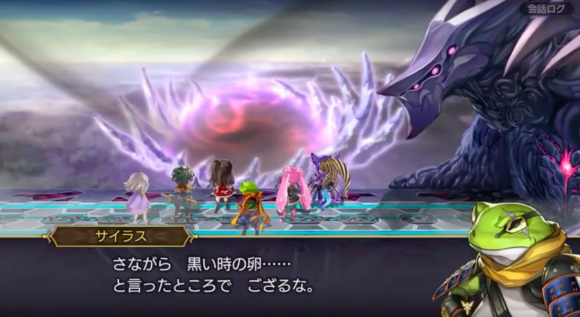 会話ログ
サイラス
さながら 黒い時の卵……
と言ったところで ござるな。